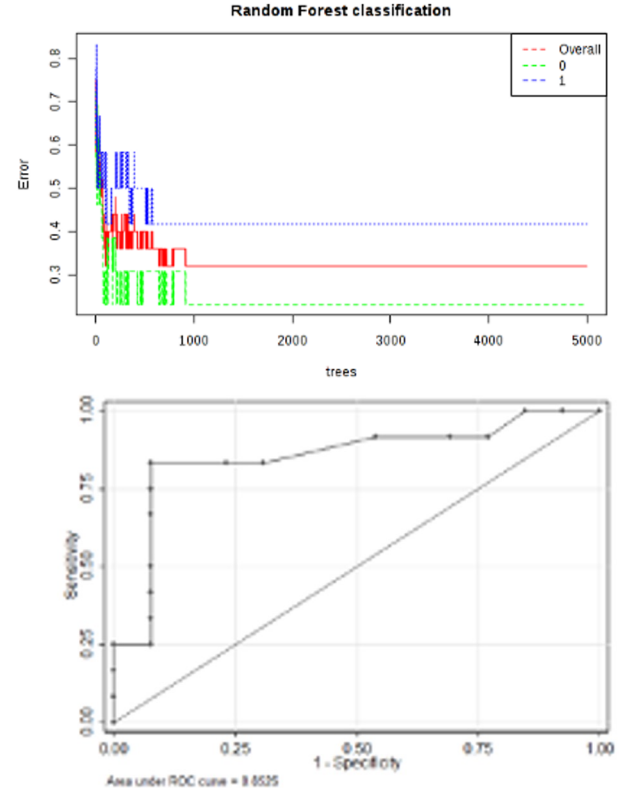 Random Forest classification
Overall
0
1
Error
0.3
0.4
0.5
0.6
0.7
0.8
0 1000 2000 3000 4000 5000
trees
Sensitivity
0.00
0.25
0.50
0.75
1.00
0.00 0.25 0.50 0.75 1.00
1 - Specificity
Area under ROC curve =